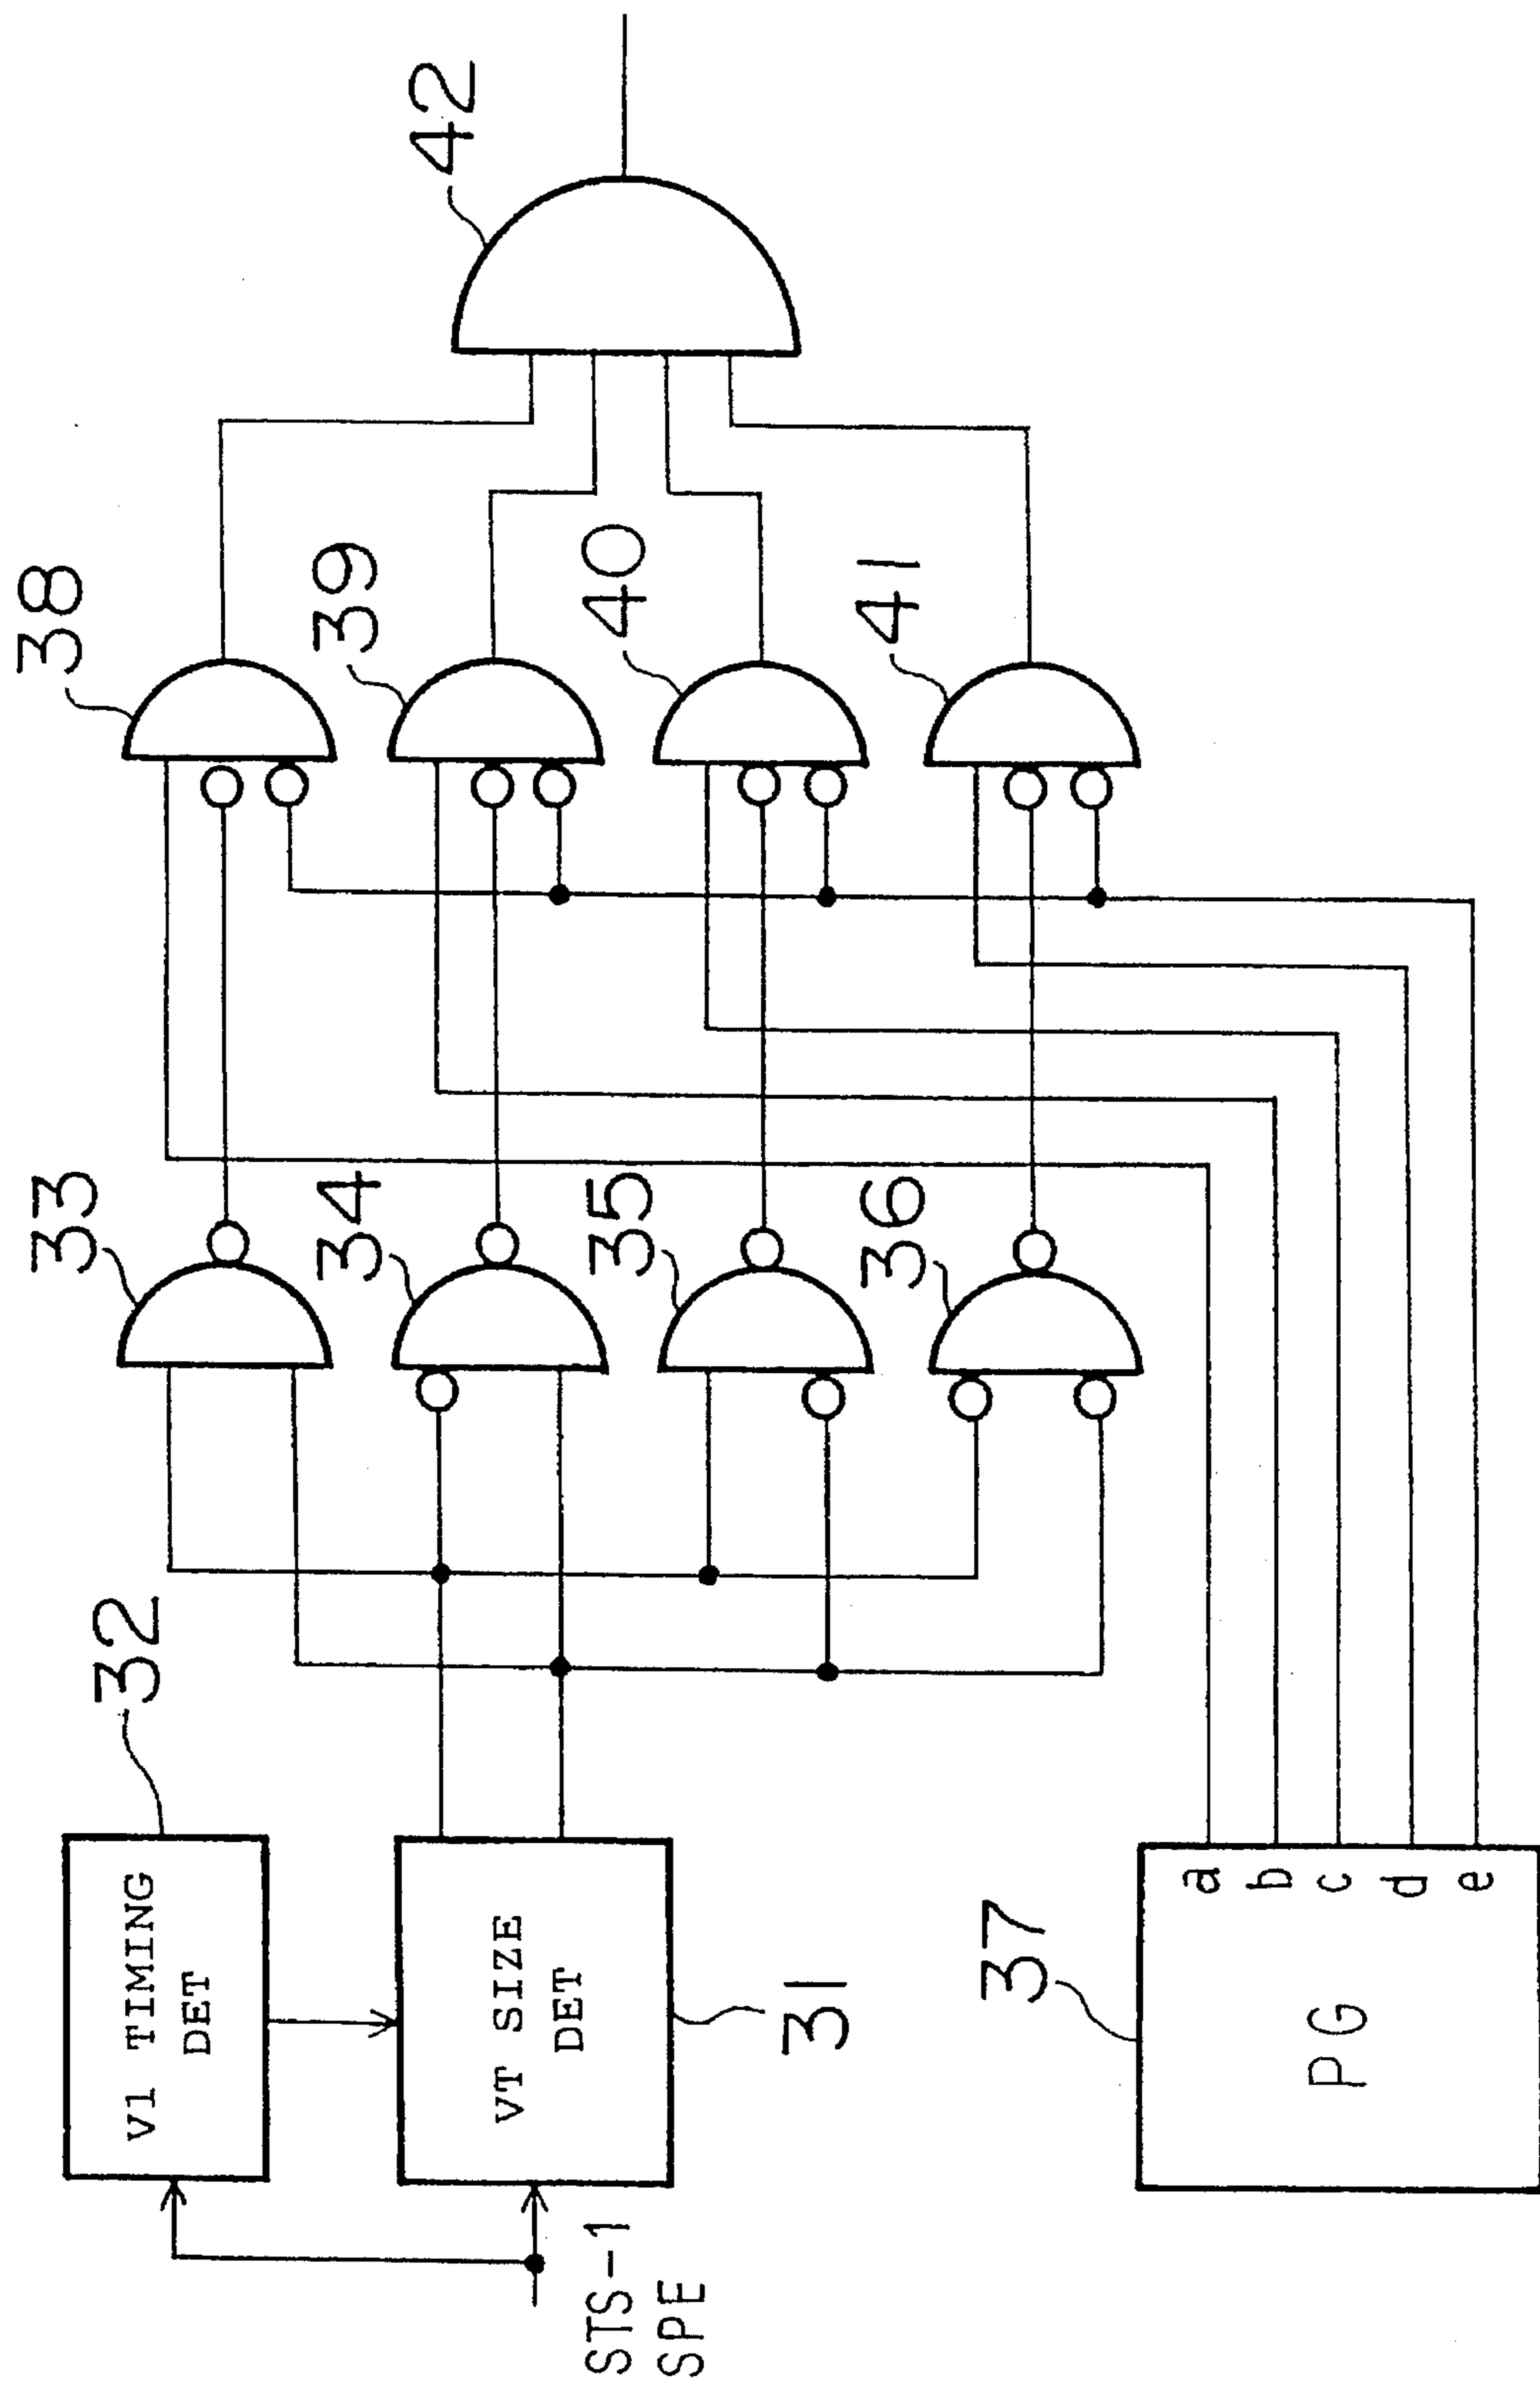 32
V1 TIMING
DET
33
38
34
39
42
VT SIZE
DET
31
STS-1
SPE
35
40
36
41
37
PG
a
b
c
d
e